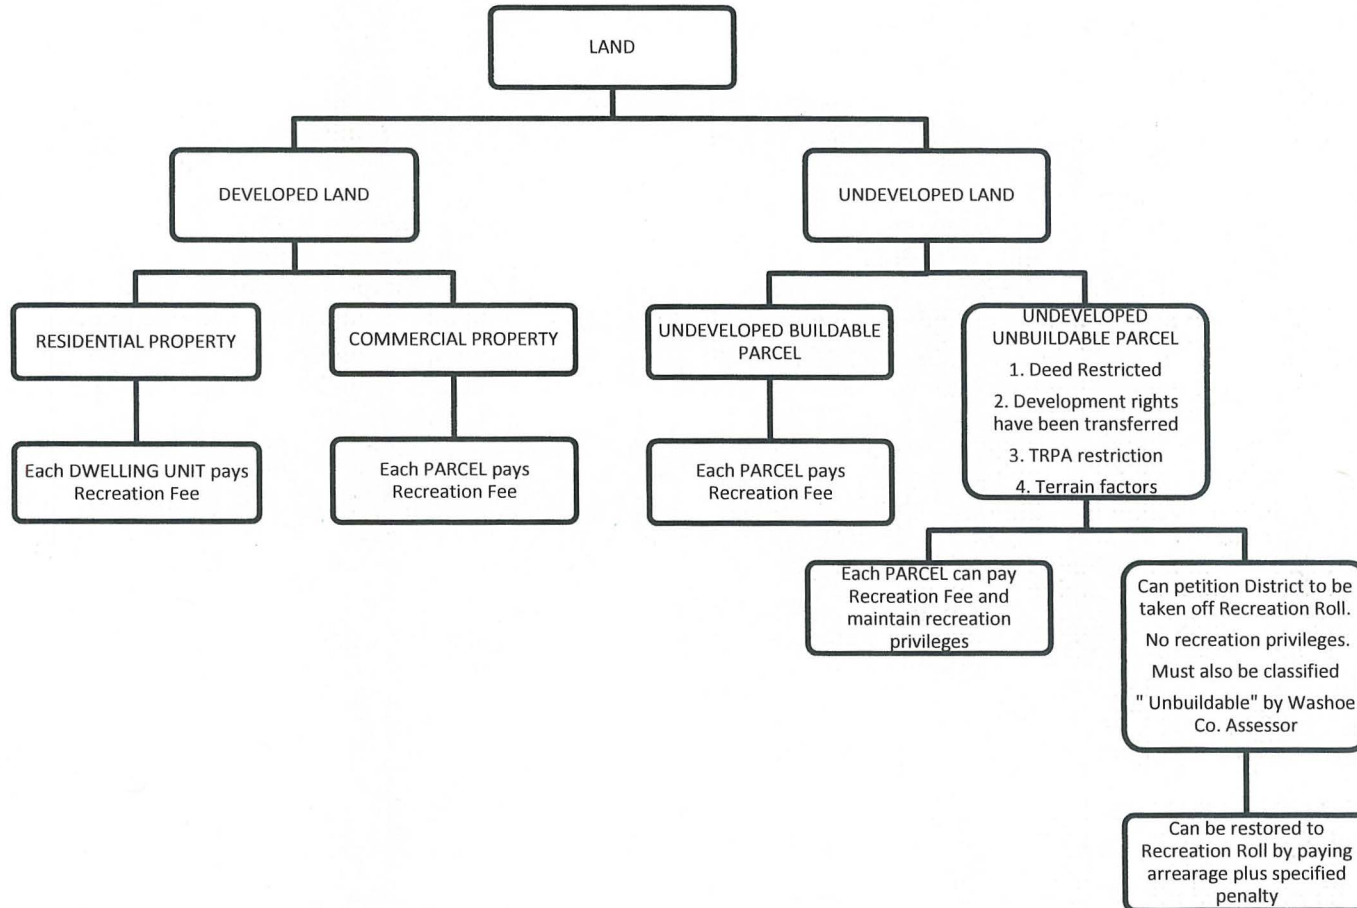 LAND
DEVELOPED LAND
UNDEVELOPED LAND
RESIDENTIAL PROPERTY
COMMERCIAL PROPERTY
UNDEVELOPED BUILDABLE
PARCEL
UNDEVELOPED
UNBUILDABLE PARCEL
1. Deed Restricted
2. Development rights
have been transferred
3. TRPA restriction
4. Terrain factors
Each DWELLING UNIT pays
Recreation Fee
Each PARCEL pays
Recreation Fee
Each PARCEL pays
Recreation Fee
Each PARCEL can pay
Recreation Fee and
maintain recreation
privileges
Can petition District to be
taken off Recreation Roll.
No recreation privileges.
Must also be classified
" Unbuildable" by Washoe
Co. Assessor
Can be restored to
Recreation Roll by paying
arrearage plus specified
penalty